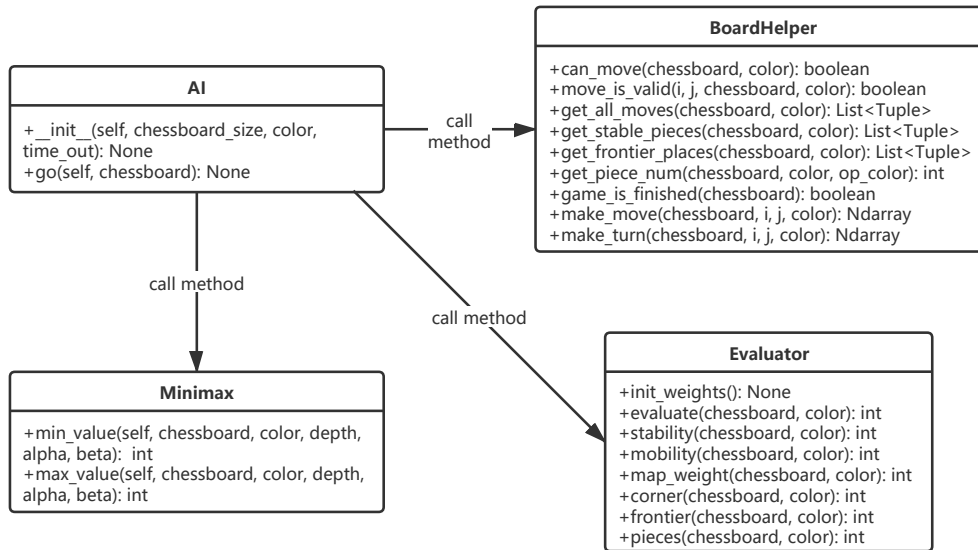 AI
+__init__(self, chessboard_size, color,
time_out): None
+go(self, chessboard): None
call
method
BoardHelper
+can_move(chessboard, color): boolean
+move_is_valid(i, j, chessboard, color): boolean
+get_all_moves(chessboard, color): List<Tuple>
+get_stable_pieces(chessboard, color): List<Tuple>
+get_frontier_places(chessboard, color): List<Tuple>
+get_piece_num(chessboard, color, op_color): int
+game_is_finished(chessboard): boolean
+make_move(chessboard, i, j, color): Ndarray
+make_turn(chessboard, i, j, color): Ndarray
call method
call method
Minimax
+min_value(self, chessboard, color, depth,
alpha, beta): int
+max_value(self, chessboard, color, depth,
alpha, beta): int
Evaluator
+init_weights(): None
+evaluate(chessboard, color): int
+stability(chessboard, color): int
+mobility(chessboard, color): int
+map_weight(chessboard, color): int
+corner(chessboard, color): int
+frontier(chessboard, color): int
+pieces(chessboard, color): int